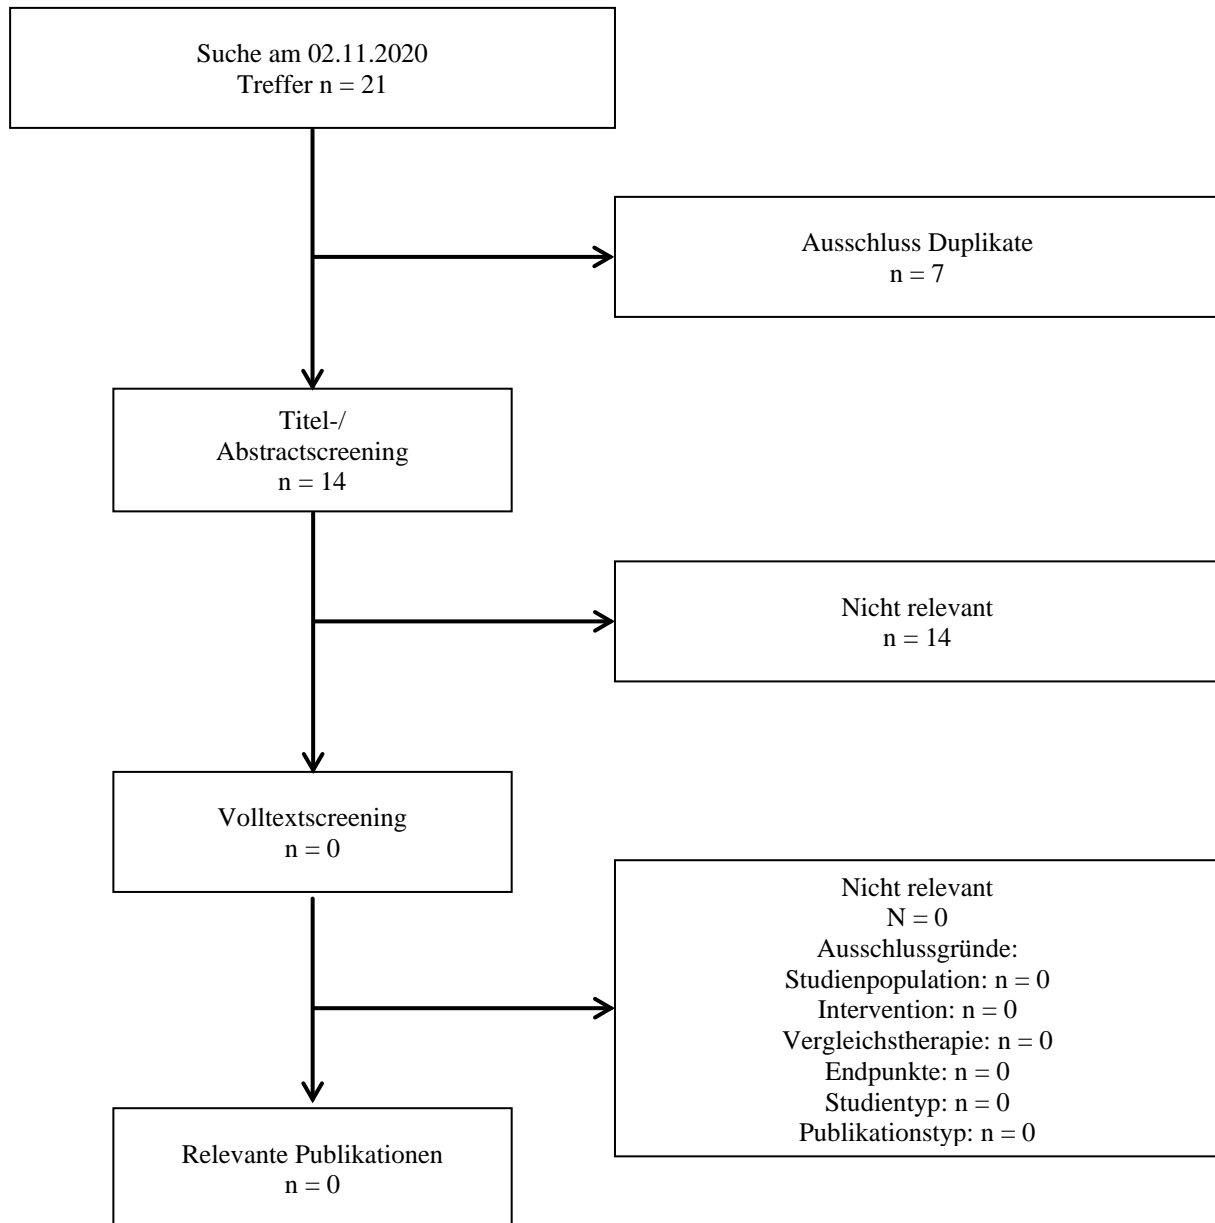 Suche am 02.11.2020
Treffer n = 21
Ausschluss Duplikate
n = 7
Titel-/
Abstractscreening
n = 14
Nicht relevant
n = 14
Volltextscreening
n = 0
Nicht relevant
N = 0
Ausschlussgründe:
Studienpopulation: n = 0
Intervention: n = 0
Vergleichstherapie: n = 0
Endpunkte: n = 0
Studientyp: n = 0
Publikationstyp: n = 0
Relevante Publikationen
n = 0